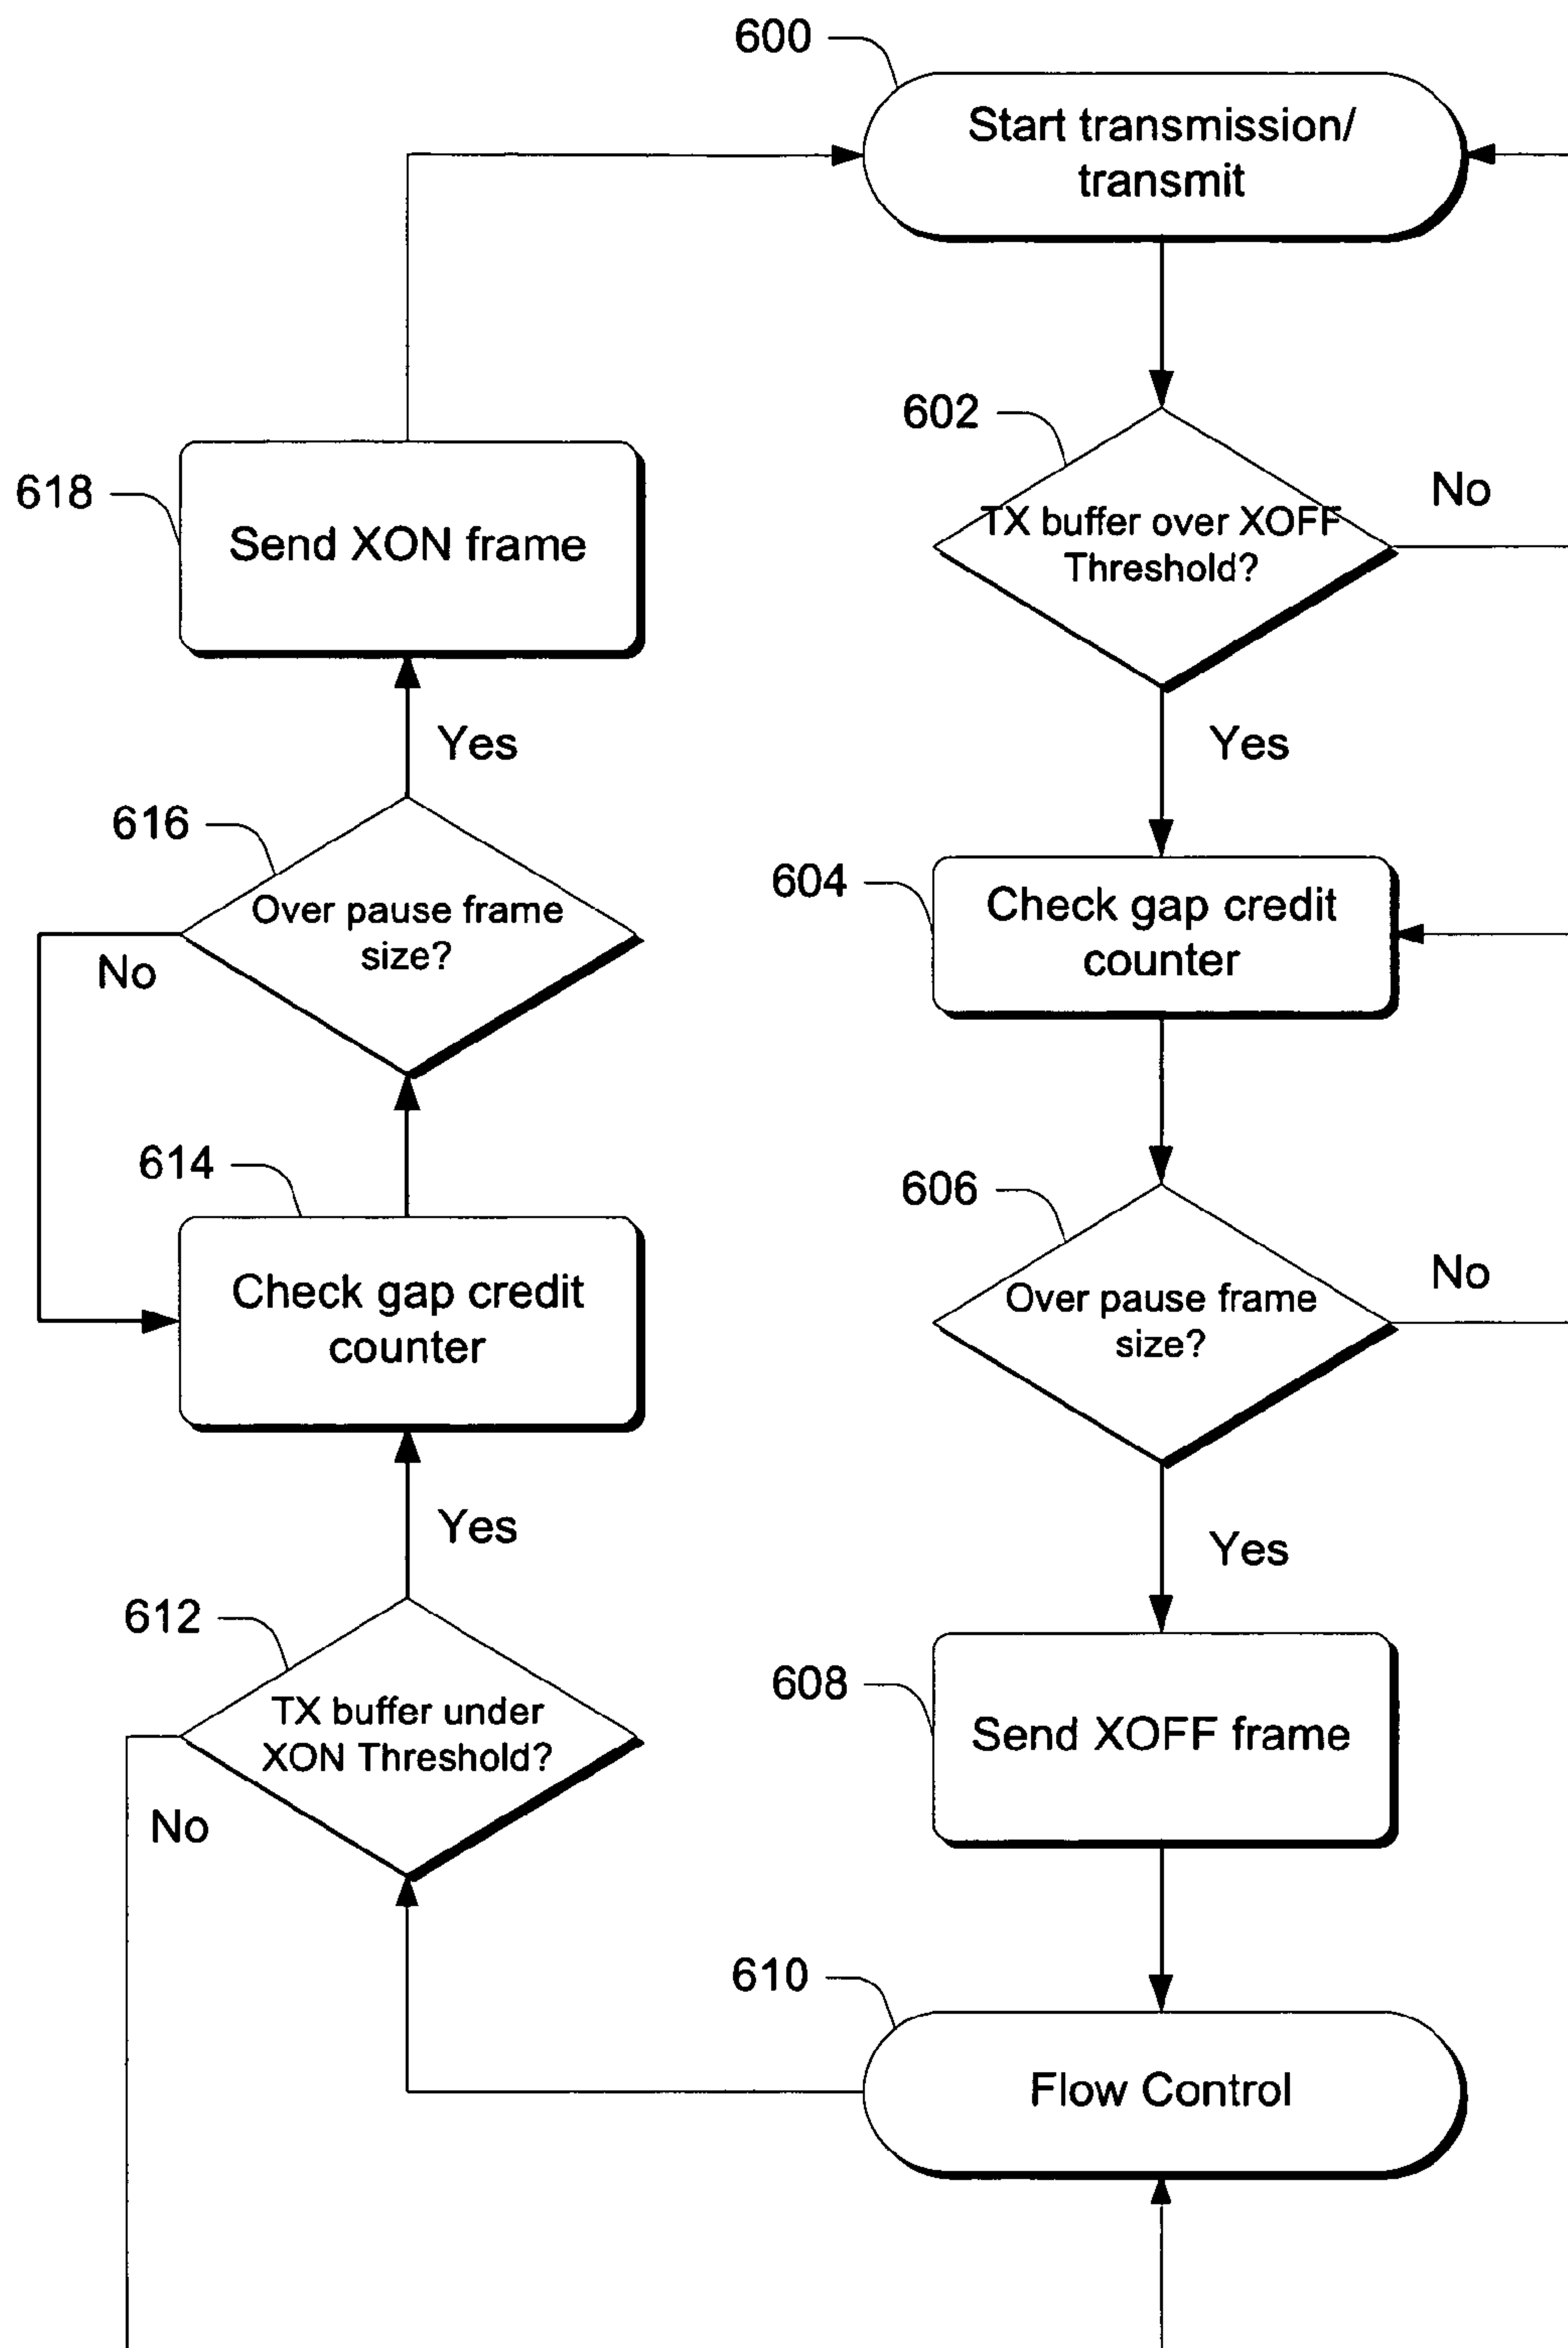 600
Start transmission/
transmit
602
No
TX buffer over XOFF
Threshold?
Yes
604
Check gap credit
counter
606
No
Over pause frame
size?
Yes
608
Send XOFF frame
610
Flow Control
612
TX buffer under
XON Threshold?
No
Yes
614
Check gap credit
counter
616
Over pause frame
size?
No
Yes
618
Send XON frame